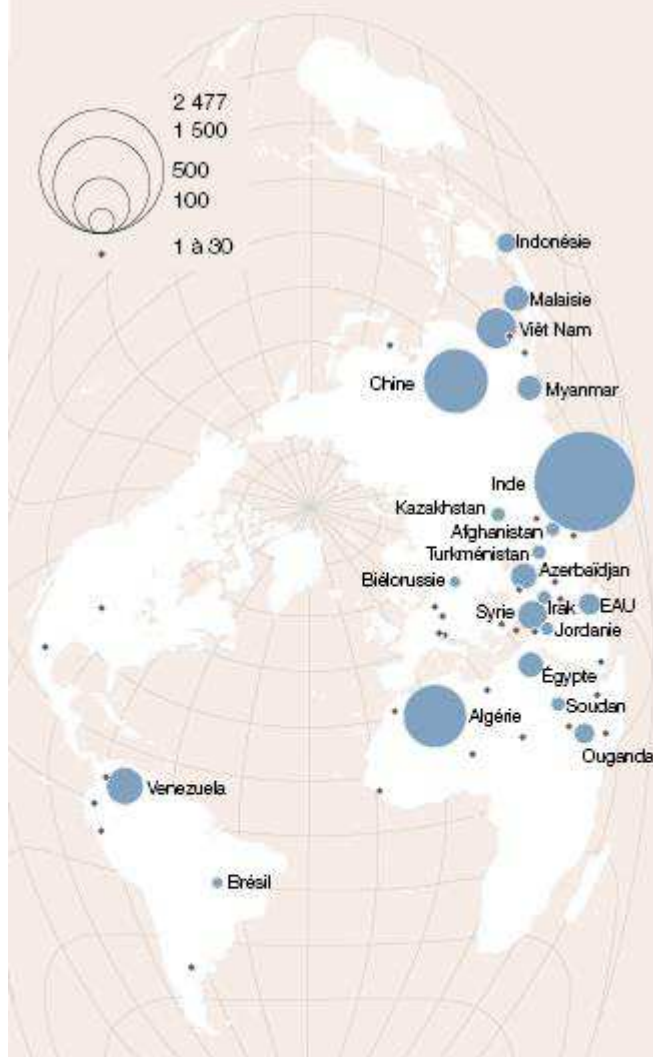 2 477
1 500
500
100
1 à 30
Indonésie
Malaisie
Viêt Nam
Chine
Myanmar
Inde
Kazakhstan
Afghanistan
Turkménistan
Azerbaïdjan
Biélorussie
Syrie
Irak
EAU
Jordanie
Égypte
Algérie
Soudan
Ouganda
Venezuela
Brésil